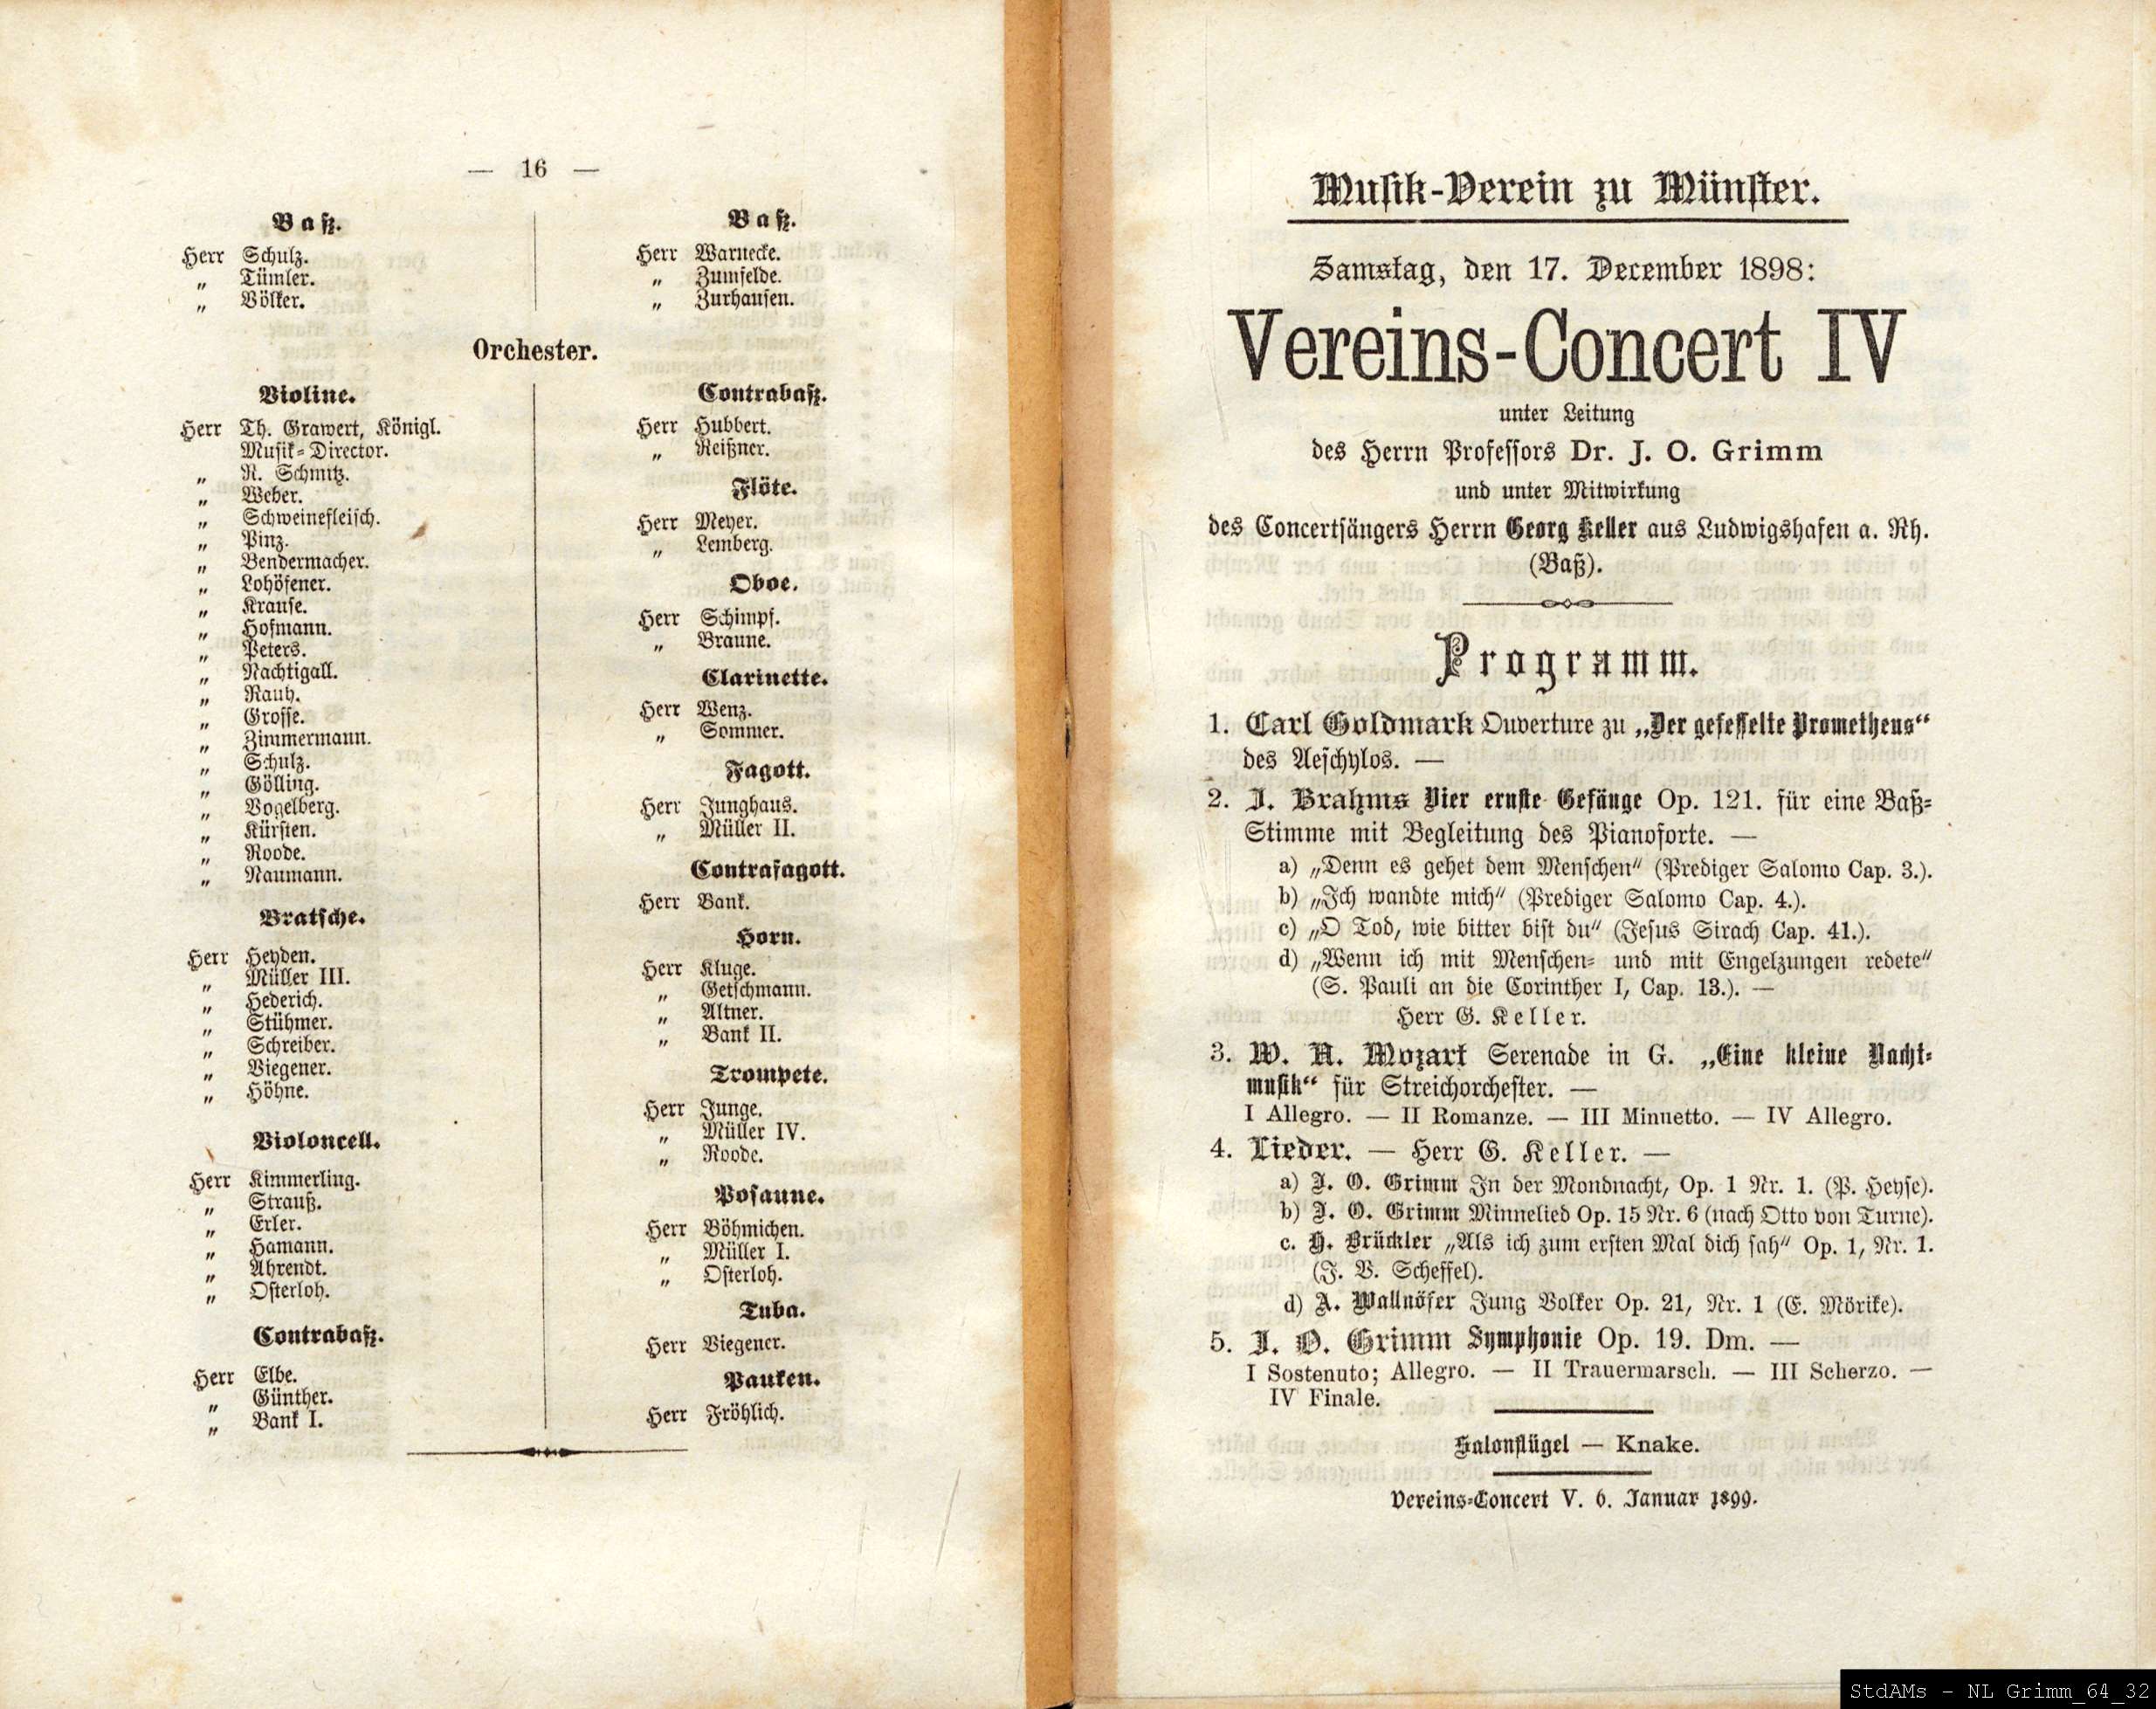 — 16 —
Baß.
Herr Schulz.
„ Tümler.
„ Völker.
Baß.
Herr Warnecke.
„ Zumfelde.
„ Zurhausen.
Orchester.
Violine.
Herr Th. Grawert, Königl.
Musik-Director.
„ R. Schmitz.
„ Weber.
„ Schweinefleisch.
„ Pinz.
„ Bendermacher.
„ Lohöfener.
„ Krause.
„ Hofmann.
„ Peters.
„ Nachtigall.
„ Rauh.
„ Grosse.
„ Zimmermann.
„ Schulz.
„ Gölling.
„ Vogelberg.
„ Kürsten.
„ Roode.
„ Naumann.
Bratsche.
Herr Heyden.
„ Müller III.
„ Hederich.
„ Stühmer.
„ Schreiber.
„ Viegener.
„ Höhne.
Violoncell.
Herr Kimmerling.
„ Strauß.
„ Erler.
„ Hamann.
„ Ahrendt.
„ Osterloh.
Contrabaß.
Herr Elbe.
„ Günther.
„ Bank I.
Contrabaß.
Herr Hubbert.
„ Reißner.
Flöte.
Herr Meyer.
„ Lemberg.
Oboe.
Herr Schimpf.
„ Braune.
Clarinette.
Herr Wenz.
„ Sommer.
Fagott.
Herr Junghaus.
„ Müller II.
Contrafagott.
Herr Bank.
Horn.
Herr Kluge.
„ Getschmann.
„ Altner.
„ Bank II.
Trompete.
Herr Junge.
„ Müller IV.
„ Roode.
Posaune.
Herr Böhmichen.
„ Müller I.
„ Osterloh.
Tuba.
Herr Viegener.
Pauken.
Herr Fröhlich.
Musik-Verein zu Münster.
Samstag, den 17. December 1898:
Vereins-Concert IV
unter Leitung
des Herrn Professors Dr. J. O. Grimm
und unter Mitwirkung
des Concertsängers Herrn Georg Keller aus Ludwigshafen a. Rh.
(Baß).
Programm.
1. Carl Goldmark Ouverture zu „Der gefesselte Prometheus“
des Aeschylos. —
2. J. Brahms Vier ernste Gesänge Op. 121. für eine Baß-
Stimme mit Begleitung des Pianoforte. —
a) „Denn es gehet dem Menschen“ (Prediger Salomo Cap. 3.).
b) „Ich wandte mich“ (Prediger Salomo Cap. 4.).
c) „O Tod, wie bitter bist du“ (Jesus Sirach Cap. 41.).
d) „Wenn ich mit Menschen- und mit Engelzungen redete“
(S. Pauli an die Corinther I, Cap. 13.). —
Herr G. Keller.
3. W. A. Mozart Serenade in G. „Eine kleine Nacht-
musik“ für Streichorchester. —
I Allegro. — II Romanze. — III Minuetto. — IV Allegro.
4. Lieder. — Herr G. Keller. —
a) J. O. Grimm In der Mondnacht, Op. 1 Nr. 1. (P. Heyse).
b) J. O. Grimm Minnelied Op. 15 Nr. 6 (nach Otto von Turne).
c. H. Brückler „Als ich zum ersten Mal dich sah“ Op. 1, Nr. 1.
(J. V. Scheffel).
d) A. Wallnöfer Jung Volker Op. 21, Nr. 1 (E. Mörike).
5. J. O. Grimm Symphonie Op. 19. Dm. —
I Sostenuto; Allegro. — II Trauermarsch. — III Scherzo. —
IV Finale.
Salonflügel — Knake.
Vereins-Concert V. 6. Januar 1899.
StdAMs - NL Grimm_64_32